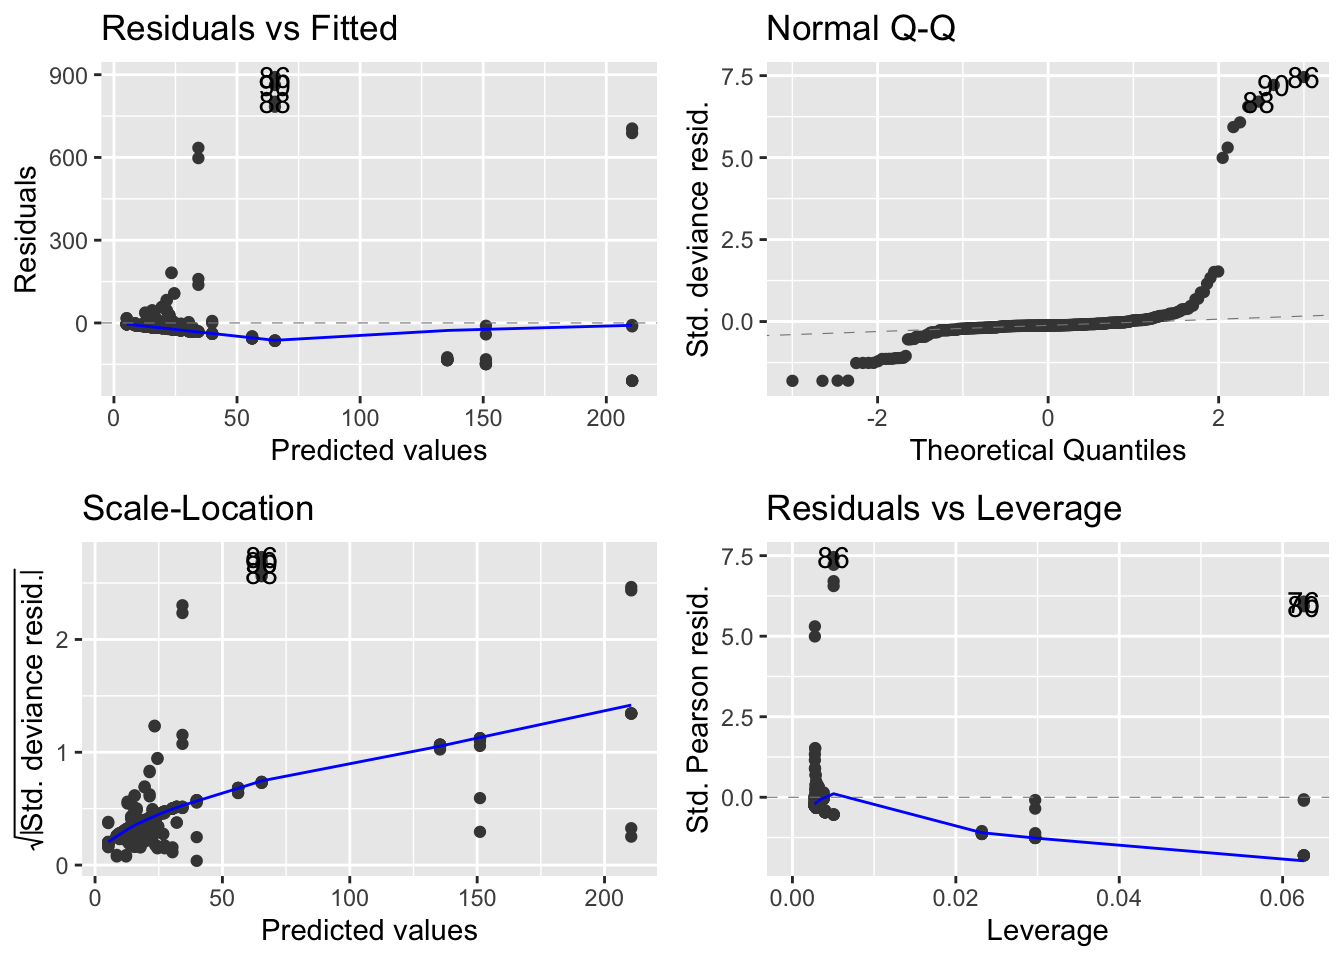 Residuals vs Fitted
900
600
300
0
Residuals
0
50
100
150
200
Predicted values
Normal Q-Q
7.5
5.0
2.5
0.0
Std. deviance resid.
-2
0
2
Theoretical Quantiles
Scale-Location
2
1
0
√|Std. deviance resid.|
0
50
100
150
200
Predicted values
Residuals vs Leverage
7.5
5.0
2.5
0.0
Std. Pearson resid.
0.00
0.02
0.04
0.06
Leverage